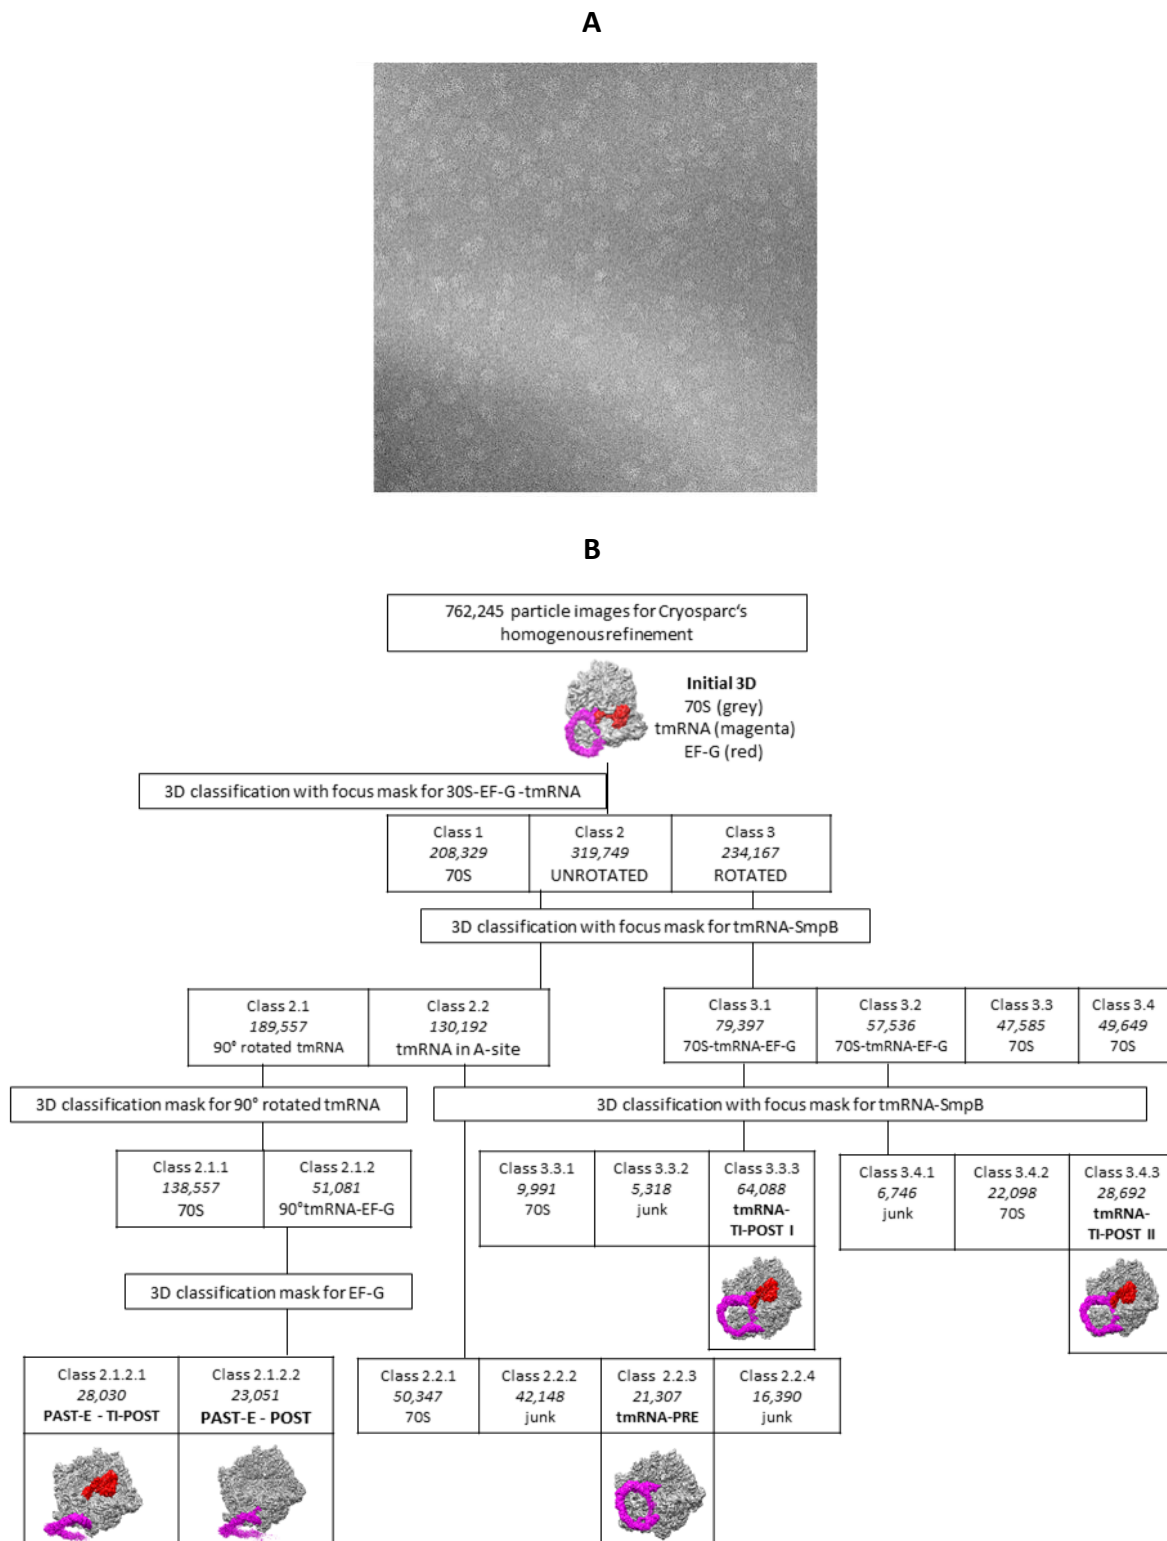 A
B
762,245 particle images for Cryosparc's
homogenous refinement
Initial 3D
70S (grey)
tmRNA (magenta)
EF-G (red)
3D classification with focus mask for 30S-EF-G -tmRNA
Class 1
208,329
70S
Class 2
319,749
UNROTATED
Class 3
234,167
ROTATED
3D classification with focus mask for tmRNA-SmpB
Class 2.1
189,557
90° rotated tmRNA
Class 2.2
130,192
tmRNA in A-site
Class 3.1
79,397
70S-tmRNA-EF-G
Class 3.2
57,536
70S-tmRNA-EF-G
Class 3.3
47,585
70S
Class 3.4
49,649
70S
3D classification mask for 90° rotated tmRNA
3D classification with focus mask for tmRNA-SmpB
Class 2.1.1
138,557
70S
Class 2.1.2
51,081
90°tmRNA-EF-G
Class 3.3.1
9,991
70S
Class 3.3.2
5,318
junk
Class 3.3.3
64,088
tmRNA-
TI-POST I
Class 3.4.1
6,746
junk
Class 3.4.2
22,098
70S
Class 3.4.3
28,692
tmRNA-
TI-POST II
3D classification mask for EF-G
Class 2.1.2.1
28,030
PAST-E - TI-POST
Class 2.1.2.2
23,051
PAST-E - POST
Class 2.2.1
50,347
70S
Class 2.2.2
42,148
junk
Class 2.2.3
21,307
tmRNA-PRE
Class 2.2.4
16,390
junk